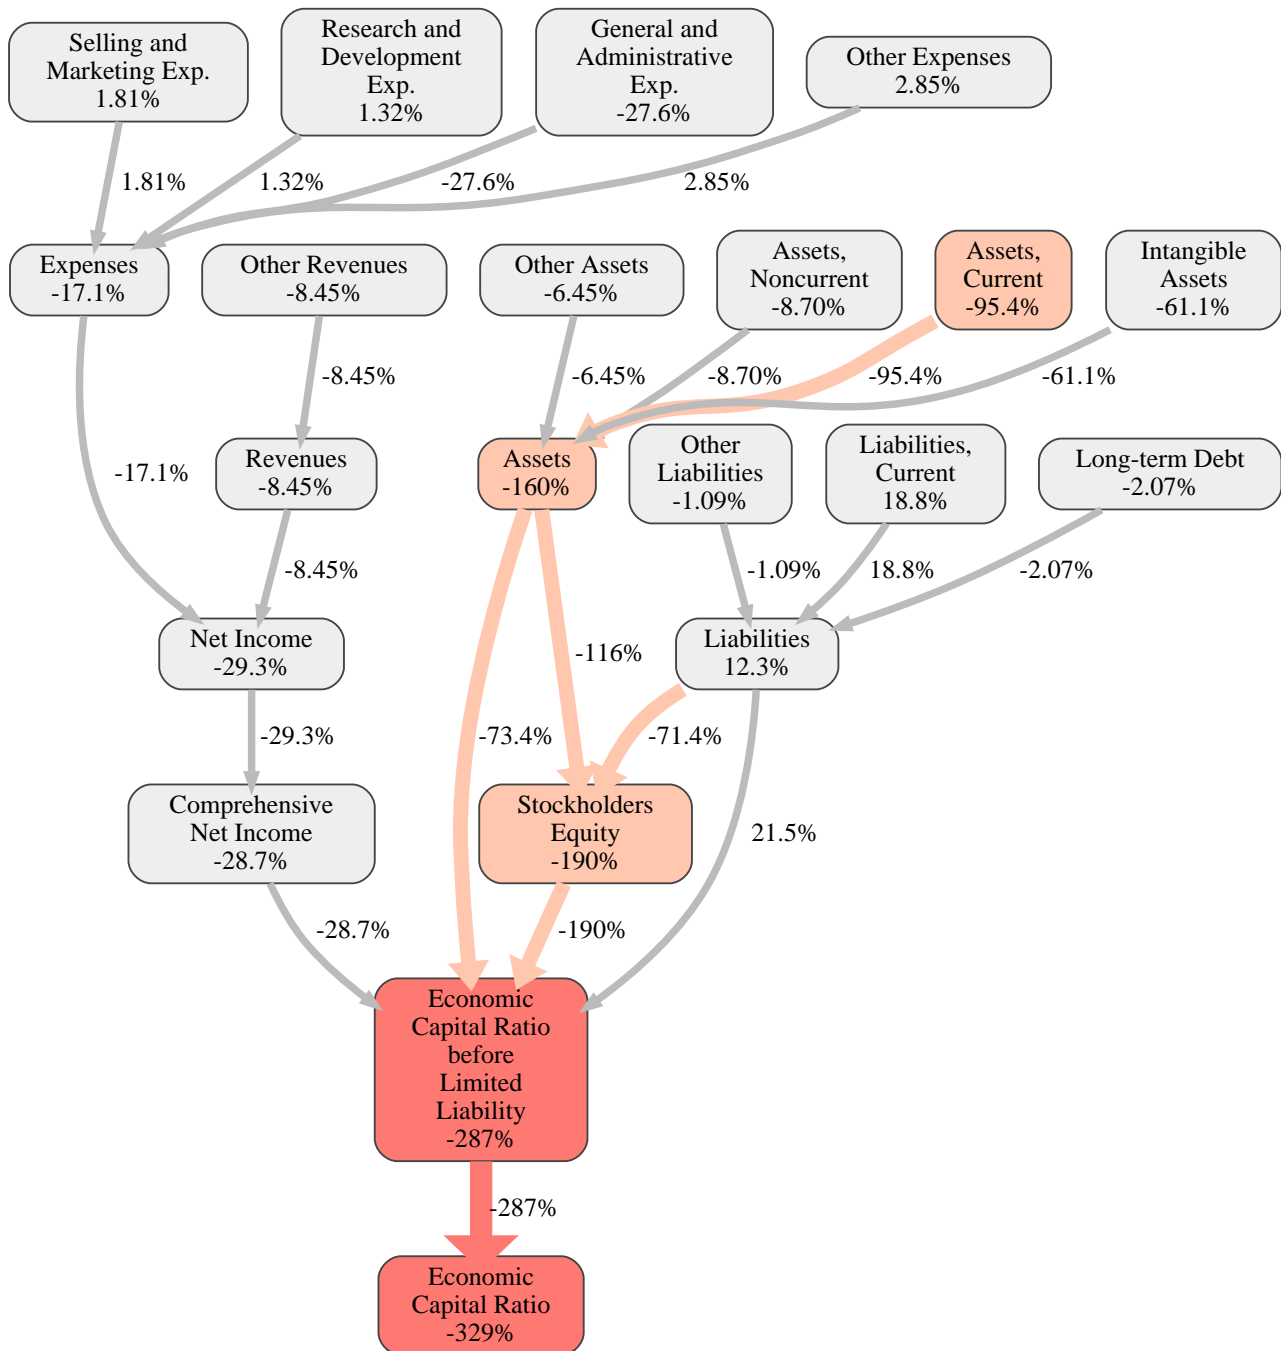 Selling and
Marketing Exp.
1.81%
Research and
Development
Exp.
1.32%
General and
Administrative
Exp.
-27.6%
Other Expenses
2.85%
1.81%
1.32%
-27.6%
2.85%
Expenses
-17.1%
Other Revenues
-8.45%
Other Assets
-6.45%
Assets,
Noncurrent
-8.70%
Assets,
Current
-95.4%
Intangible
Assets
-61.1%
-8.45%
-6.45%
-8.70%
-95.4%
-61.1%
-17.1%
Revenues
-8.45%
Assets
-160%
Other
Liabilities
-1.09%
Liabilities,
Current
18.8%
Long-term Debt
-2.07%
-8.45%
-1.09%
18.8%
-2.07%
Net Income
-29.3%
-116%
Liabilities
12.3%
-29.3%
-73.4%
-71.4%
Comprehensive
Net Income
-28.7%
Stockholders
Equity
-190%
21.5%
-28.7%
-190%
Economic
Capital Ratio
before
Limited
Liability
-287%
-287%
Economic
Capital Ratio
-329%